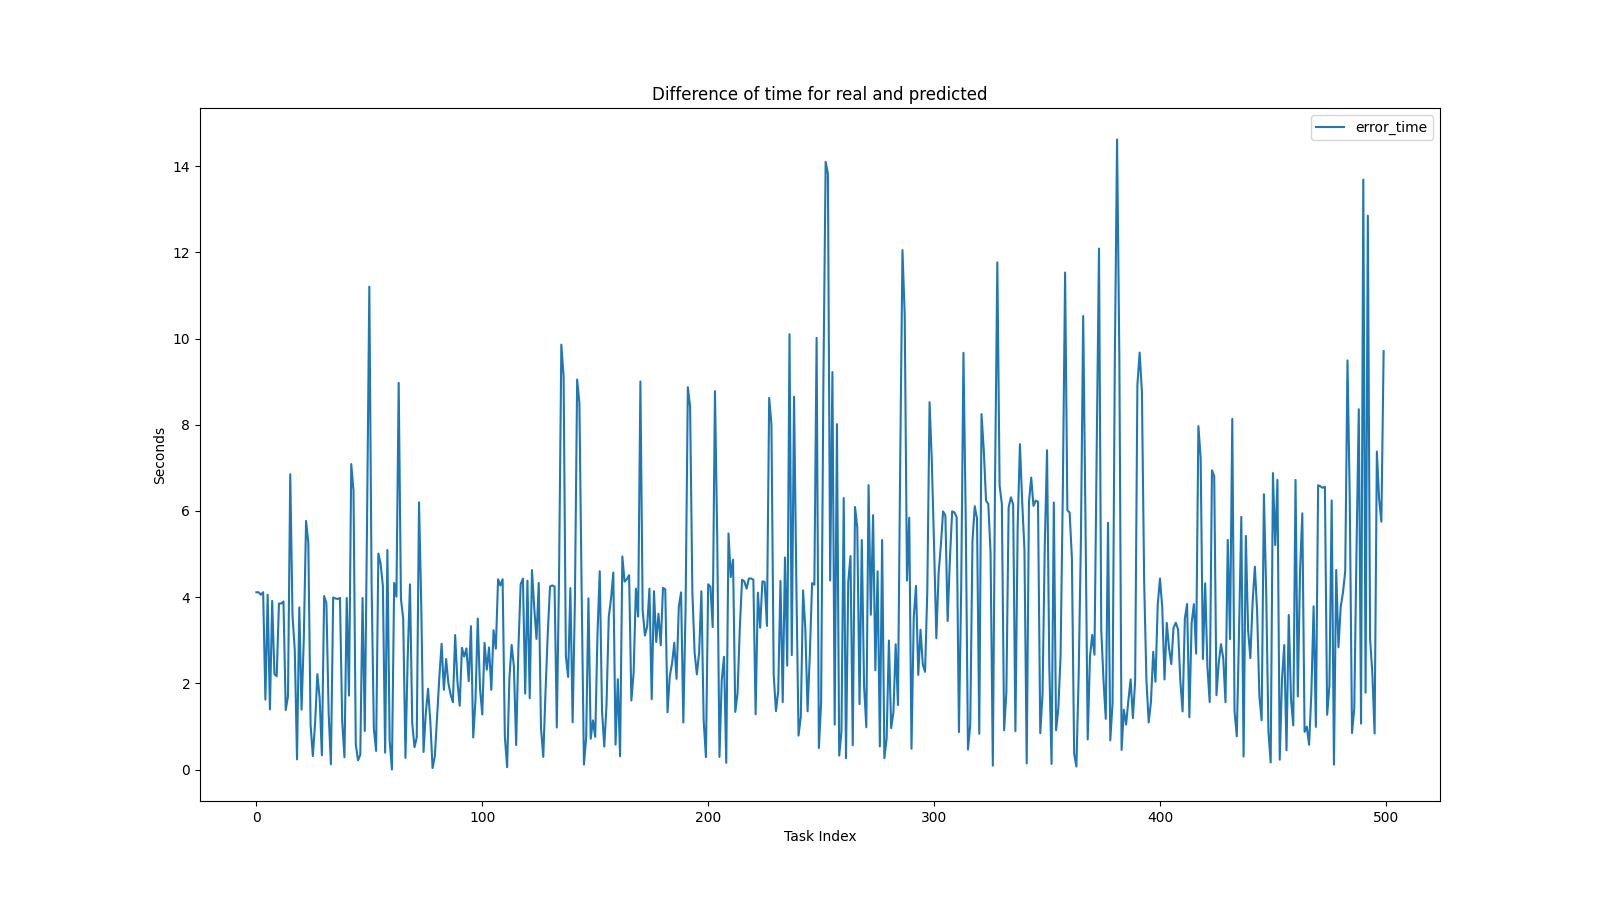 Difference of time for real and predicted
error_time
14
12
10
8
6
4
2
0
Seconds
0 100 200 300 400 500
Task Index